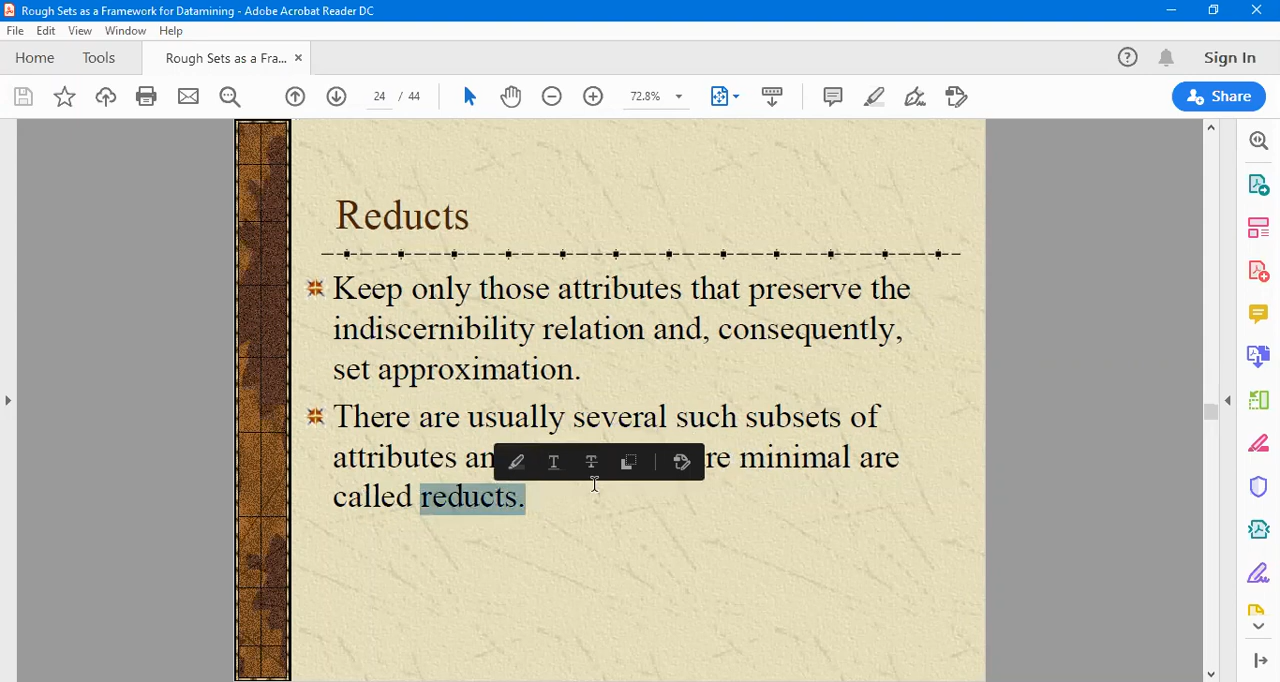 Rough Sets as a Framework for Datamining - Adobe Acrobat Reader DC
File Edit View Window Help
Home Tools Rough Sets as a Fra... × Sign In
24 / 44 72.8% Share
Reducts
Keep only those attributes that preserve the
indiscernibility relation and, consequently,
set approximation.
There are usually several such subsets of
attributes an re minimal are
called reducts.